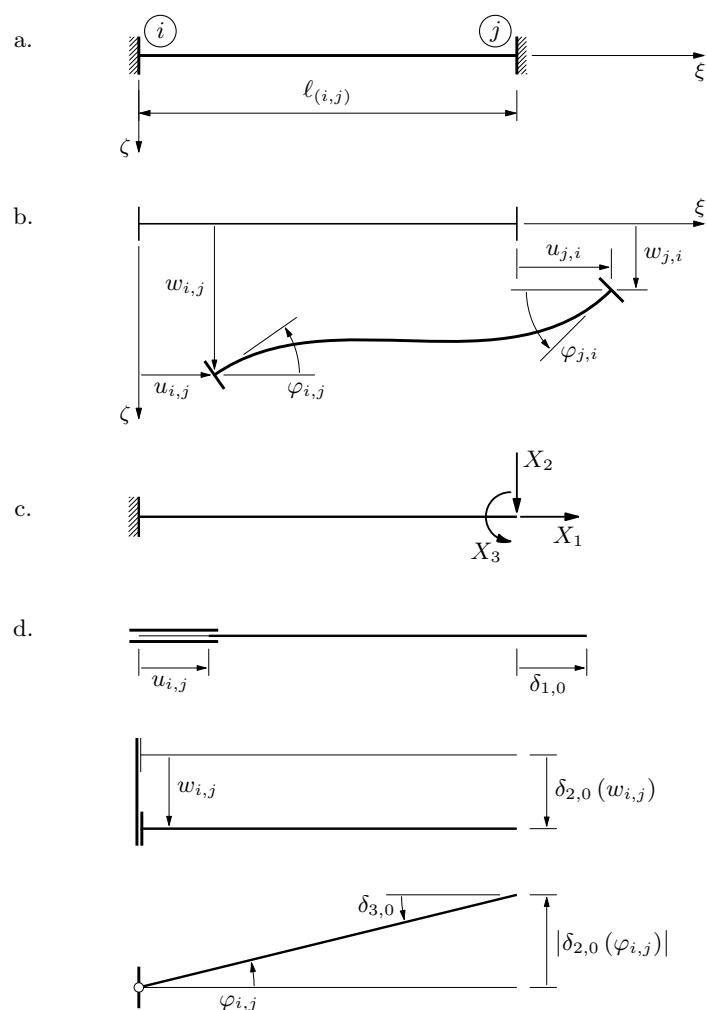 a.
i
j
ξ
ℓ(i,j)
ζ
b.
ξ
u_{j,i}
w_{j,i}
w_{i,j}
φ_{j,i}
φ_{i,j}
u_{i,j}
ζ
c.
X_2
X_1
X_3
d.
u_{i,j}
δ_{1,0}
w_{i,j}
δ_{2,0} (w_{i,j})
δ_{3,0}
|δ_{2,0} (φ_{i,j})|
φ_{i,j}